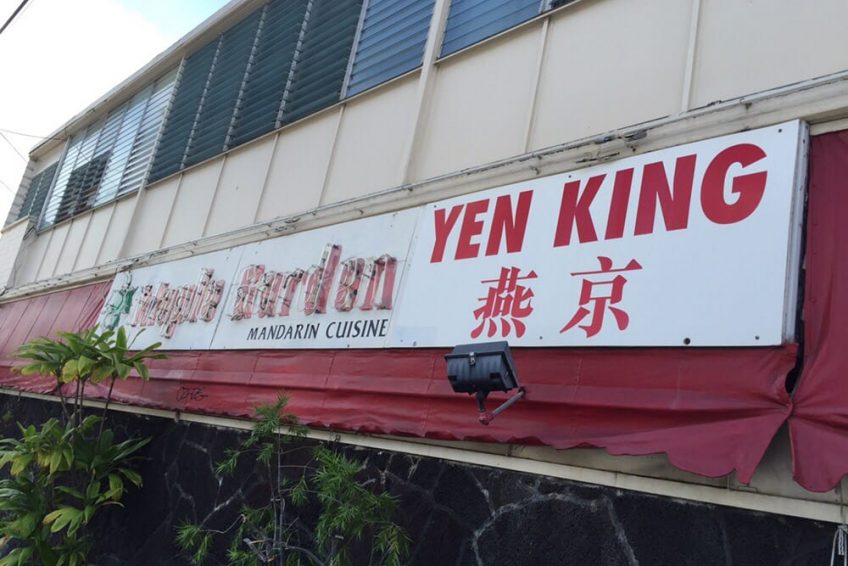 Garden
MANDARIN CUISINE
YEN KING
燕京